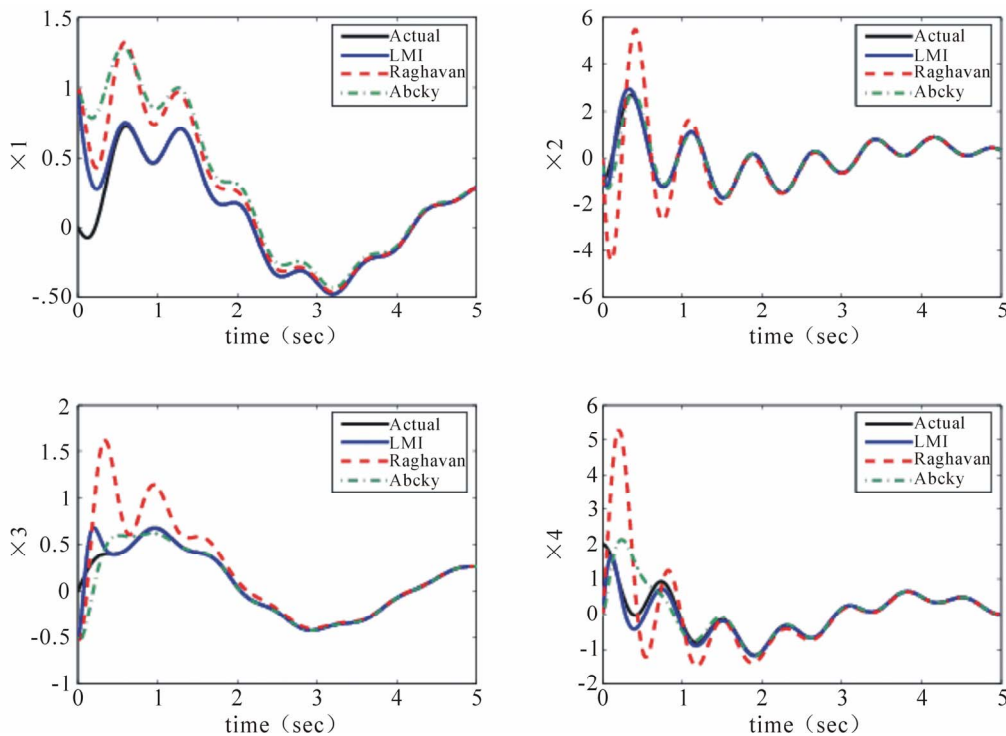 1.5
1
0.5
0
-.50
×1
0 1 2 3 4 5
time（sec）
Actual
LMI
Raghavan
Abcky
6
4
2
0
-2
-4
-6
×2
0 1 2 3 4 5
time（sec）
Actual
LMI
Raghavan
Abcky
2
1.5
1
0.5
0
-0.5
-1
×3
0 1 2 3 4 5
time（sec）
Actual
LMI
Raghavan
Abcky
6
5
4
3
2
1
0
-1
-2
×4
0 1 2 3 4 5
time（sec）
Actual
LMI
Raghavan
Abcky